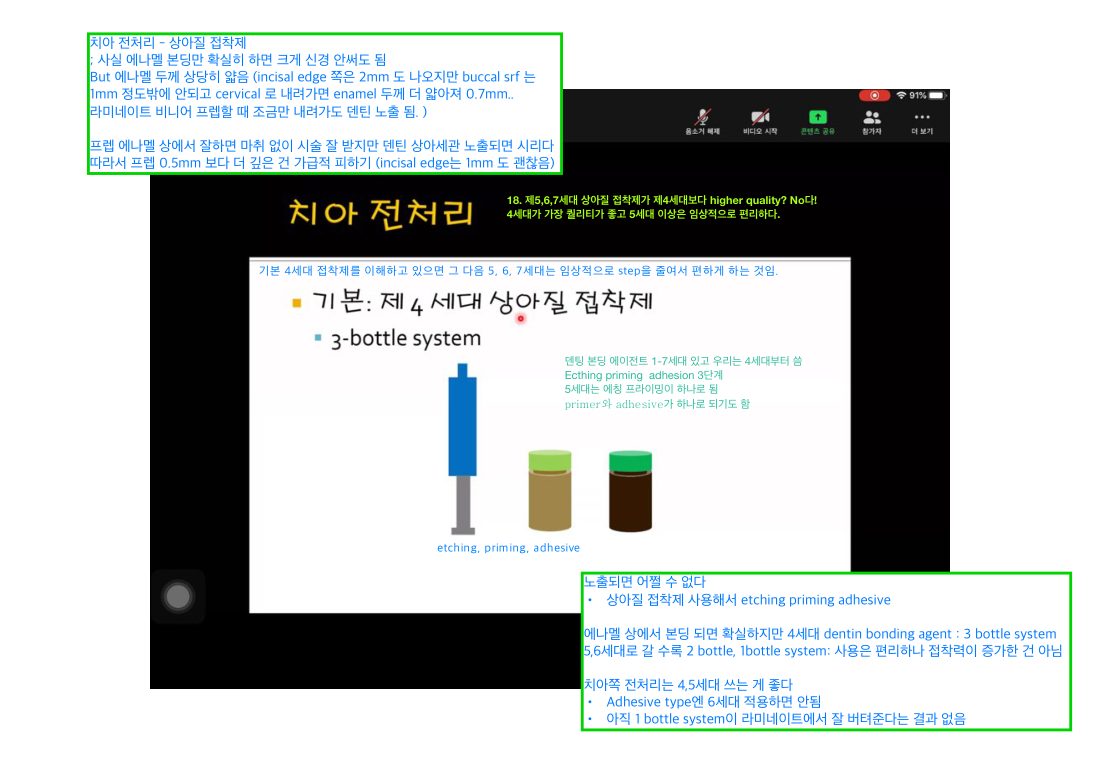 치아 전처리 – 상아질 접착제
; 사실 에나멜 본딩만 확실히 하면 크게 신경 안써도 됨
But 에나멜 두께 상당히 얇음 (incisal edge 쪽은 2mm 도 나오지만 buccal srf 는
1mm 정도밖에 안되고 cervical 로 내려가면 enamel 두께 더 얇아져 0.7mm..
라미네이트 비니어 프렙할 때 조금만 내려가도 덴틴 노출 됨. )
프렙 에나멜 상에서 잘하면 마취 없이 시술 잘 받지만 덴틴 상아세관 노출되면 시리다
따라서 프렙 0.5mm 보다 더 깊은 건 가급적 피하기 (incisal edge는 1mm 도 괜찮음)
91%
음소거 해제
비디오 시작
콘텐츠 공유
참가자
더 보기
치아 전처리
18. 제5,6,7세대 상아질 접착제가 제4세대보다 higher quality? No다!
4세대가 가장 퀄리티가 좋고 5세대 이상은 임상적으로 편리하다.
기본 4세대 접착제를 이해하고 있으면 그 다음 5, 6, 7세대는 임상적으로 step을 줄여서 편하게 하는 것임.
기본: 제 4 세대 상아질 접착제
3-bottle system
덴팅 본딩 에이전트 1-7세대 있고 우리는 4세대부터 씀
Ecthing priming adhesion 3단계
5세대는 에칭 프라이밍이 하나로 됨
primer와 adhesive가 하나로 되기도 함
etching, priming, adhesive
노출되면 어쩔 수 없다
• 상아질 접착제 사용해서 etching priming adhesive
에나멜 상에서 본딩 되면 확실하지만 4세대 dentin bonding agent : 3 bottle system
5,6세대로 갈 수록 2 bottle, 1bottle system: 사용은 편리하나 접착력이 증가한 건 아님
치아쪽 전처리는 4,5세대 쓰는 게 좋다
• Adhesive type엔 6세대 적용하면 안됨
• 아직 1 bottle system이 라미네이트에서 잘 버텨준다는 결과 없음